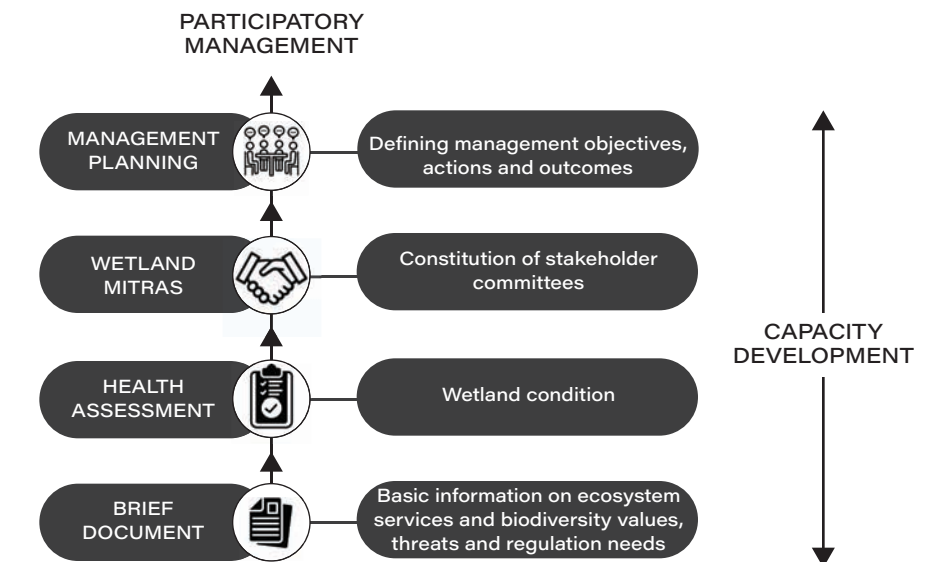 PARTICIPATORY
MANAGEMENT
MANAGEMENT
PLANNING
Defining management objectives,
actions and outcomes
WETLAND
MITRAS
Constitution of stakeholder
committees
CAPACITY
DEVELOPMENT
HEALTH
ASSESSMENT
Wetland condition
BRIEF
DOCUMENT
Basic information on ecosystem
services and biodiversity values,
threats and regulation needs